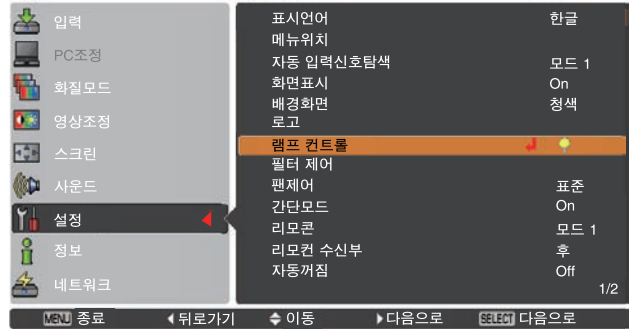 입력
PC조정
화질모드
영상조정
스크린
사운드
설정
정보
네트워크
표시언어 한글
메뉴위치
자동 입력신호탐색 모드 1
화면표시 On
배경화면 청색
로고
램프 컨트롤
필터 제어
팬제어 표준
간단모드 On
리모콘 모드 1
리모컨 수신부 후
자동꺼짐 Off
1/2
MENU 종료 뒤로가기 이동 다음으로 SELECT 다음으로